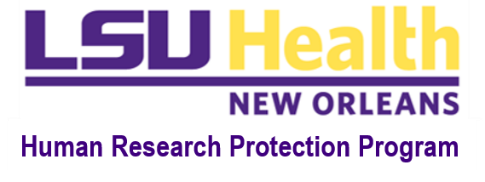 LSU Health
NEW ORLEANS
Human Research Protection Program